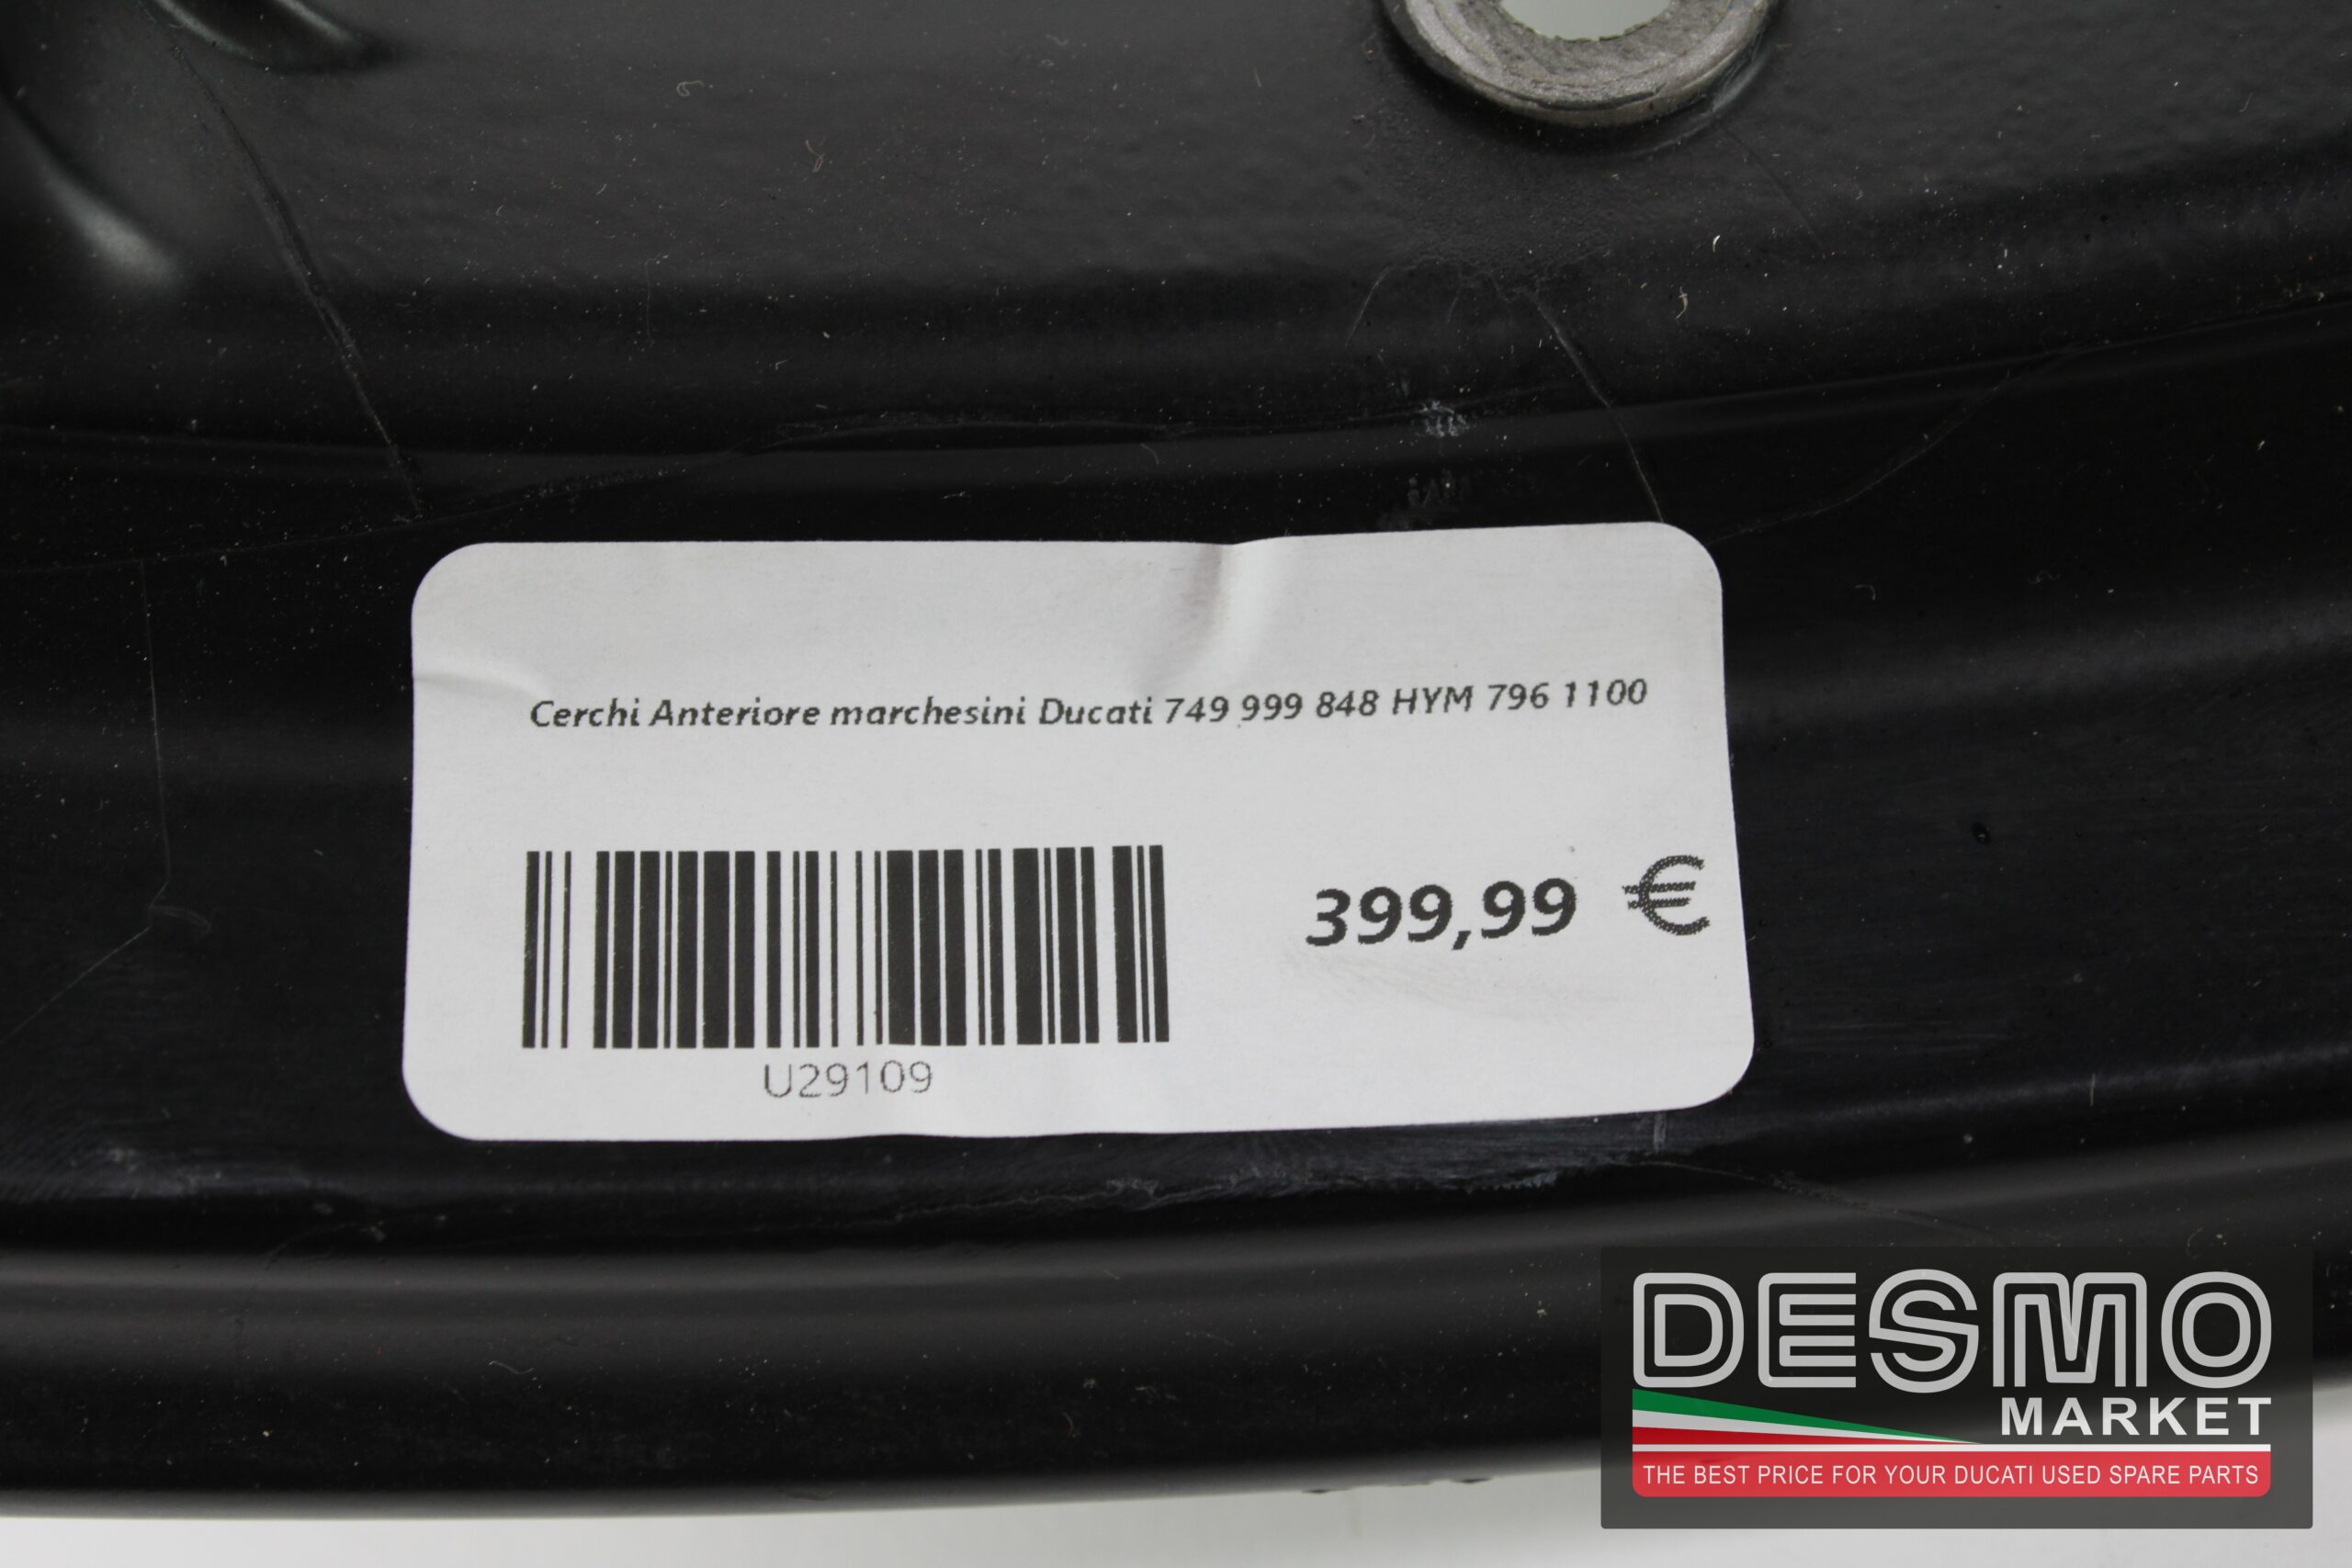 Cerchi Anteriore marchesini Ducati 749 999 848 HYM 796 1100
399,99 €
U29109
DESMO
MARKET
THE BEST PRICE FOR YOUR DUCATI USED SPARE PARTS